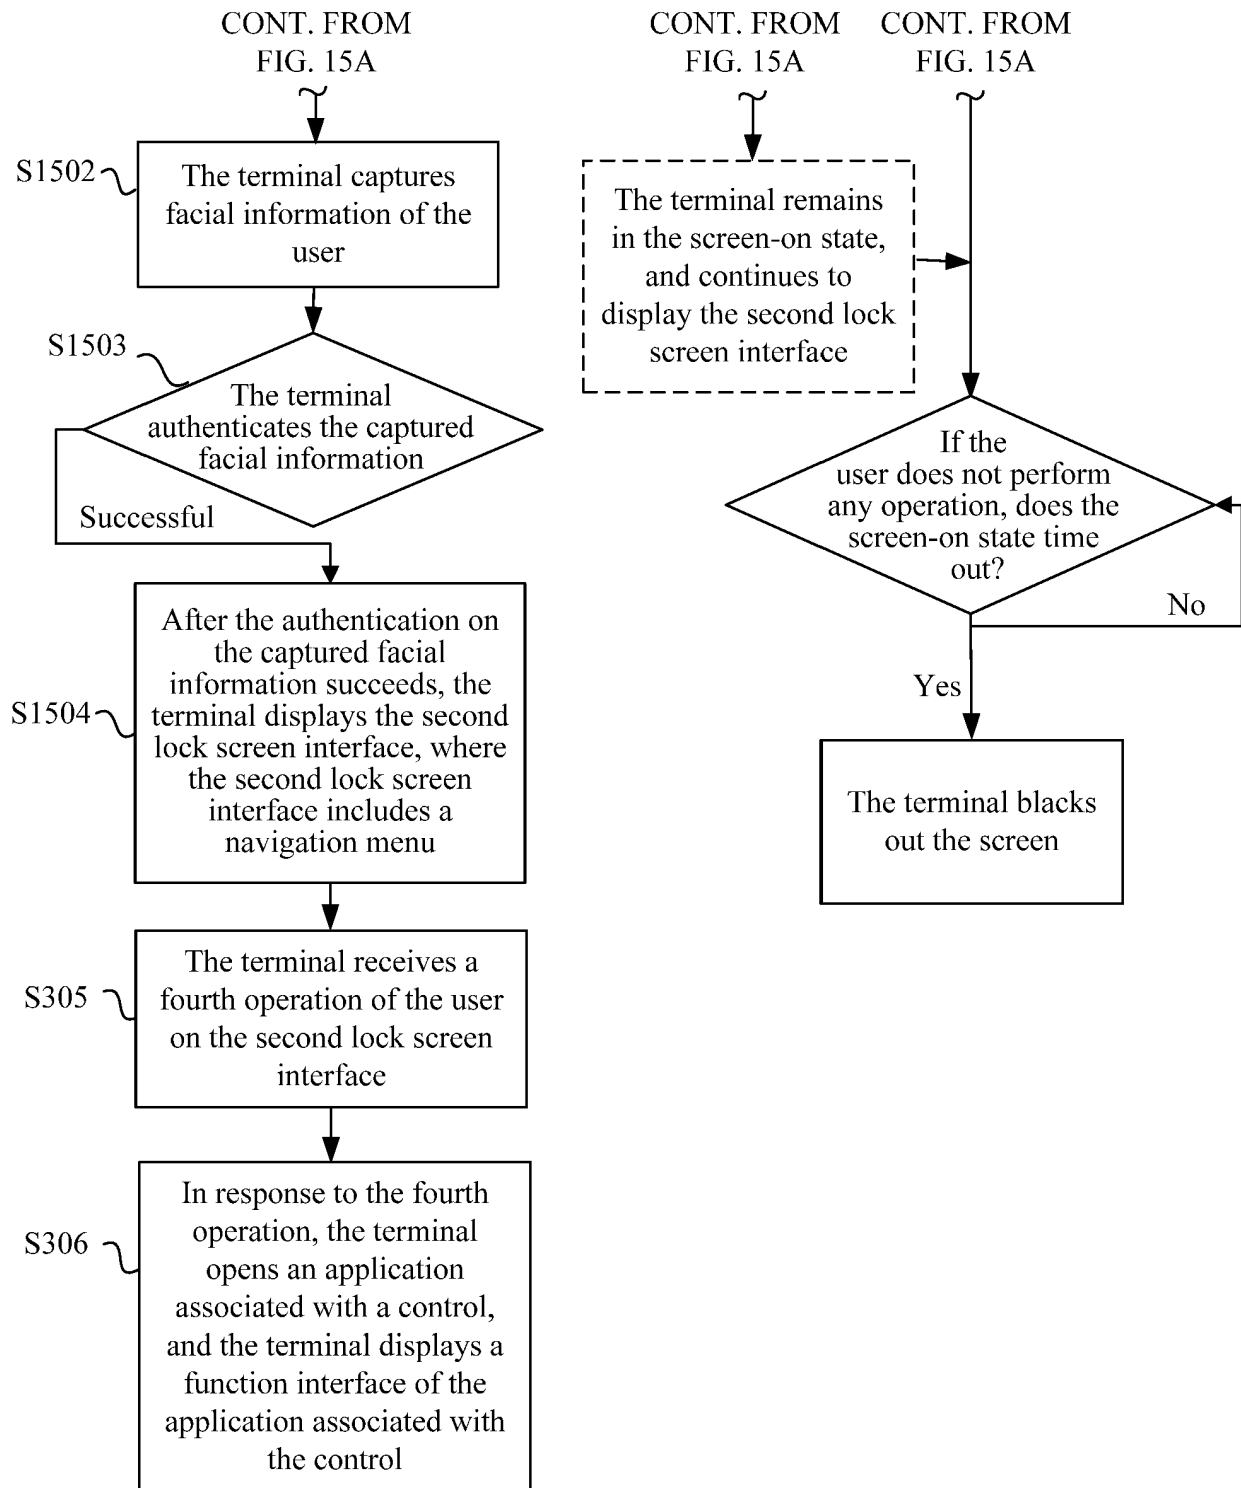 CONT. FROM
FIG. 15A
S1502
The terminal captures
facial information of the
user
S1503
The terminal
authenticates the captured
facial information
Successful
S1504
After the authentication on
the captured facial
information succeeds, the
terminal displays the second
lock screen interface, where
the second lock screen
interface includes a
navigation menu
S305
The terminal receives a
fourth operation of the user
on the second lock screen
interface
S306
In response to the fourth
operation, the terminal
opens an application
associated with a control,
and the terminal displays a
function interface of the
application associated with
the control
CONT. FROM
FIG. 15A
The terminal remains
in the screen-on state,
and continues to
display the second lock
screen interface
CONT. FROM
FIG. 15A
If the
user does not perform
any operation, does the
screen-on state time
out?
No
Yes
The terminal blacks
out the screen